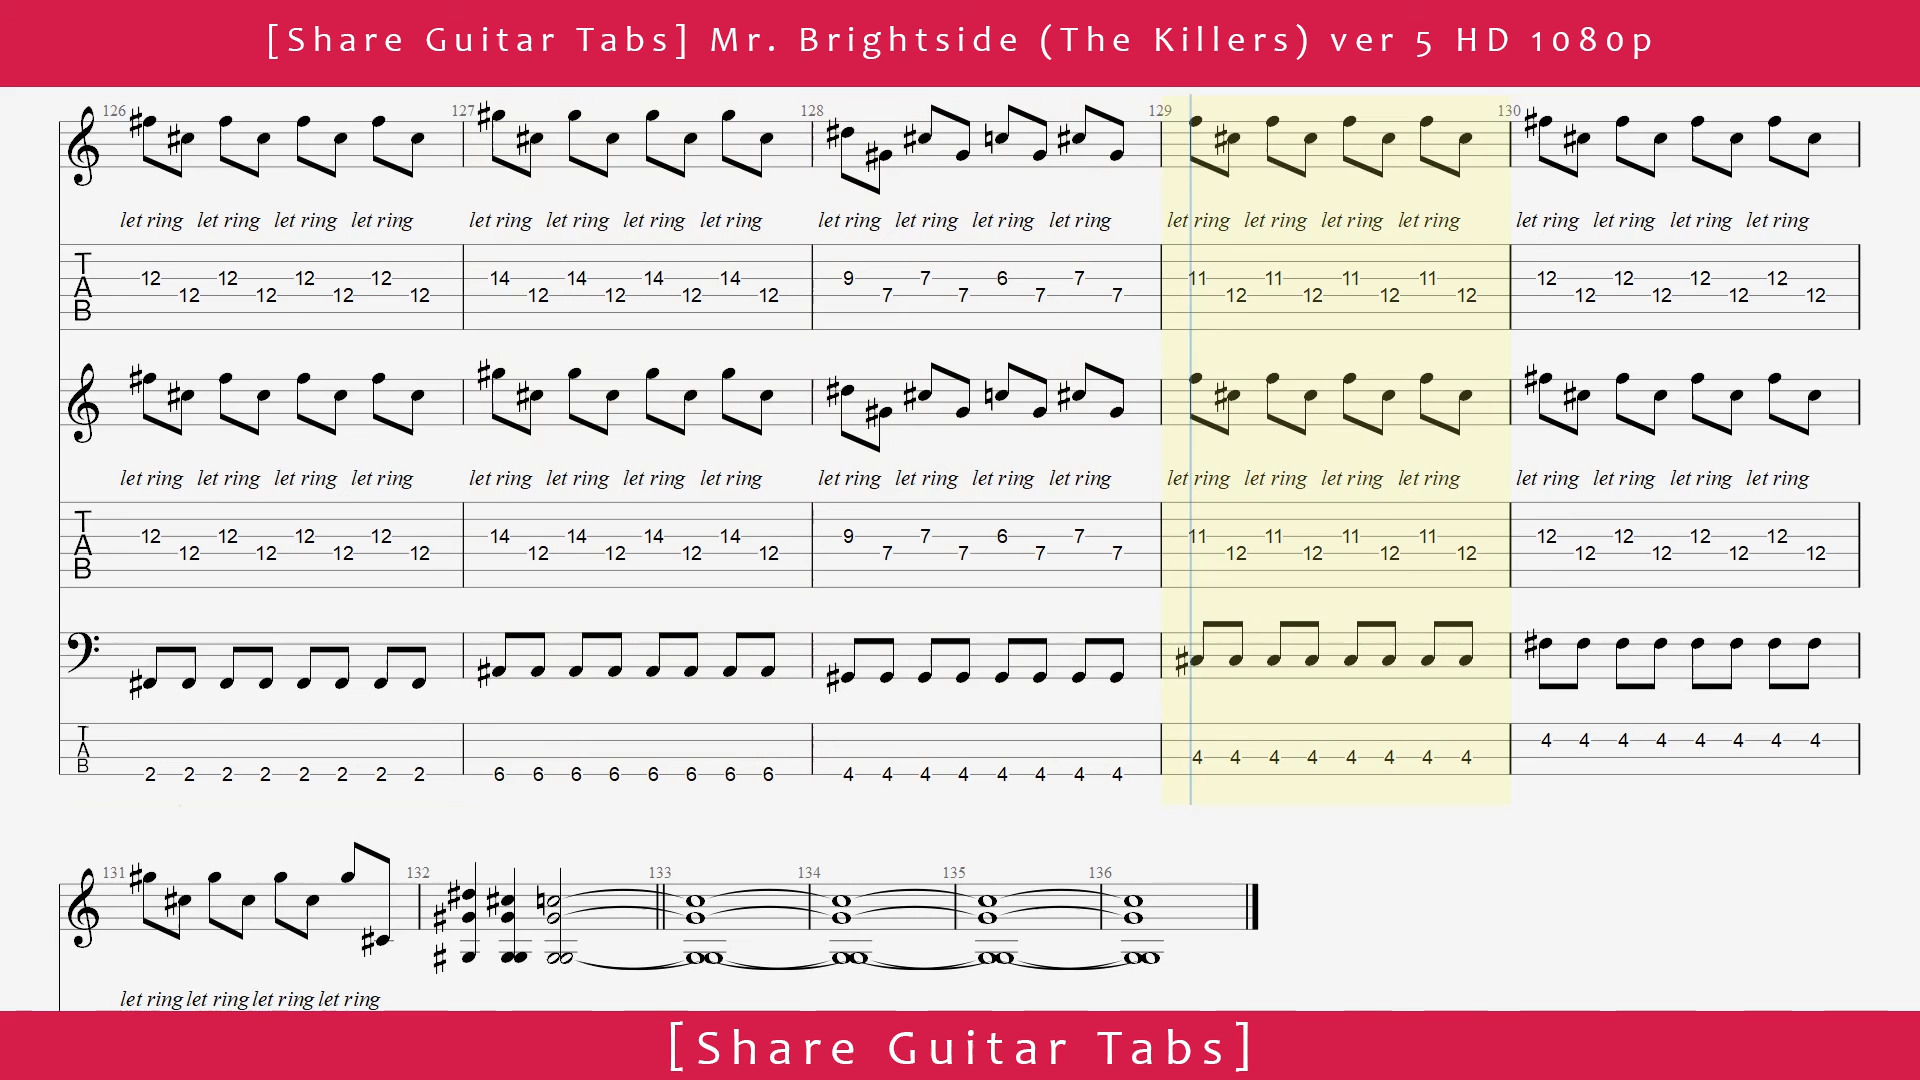 [Share Guitar Tabs] Mr. Brightside (The Killers) ver 5 HD 1080p
126 127 128 129 130
let ring let ring let ring let ring let ring let ring let ring let ring let ring let ring let ring let ring let ring let ring let ring let ring let ring let ring let ring let ring
T
12 12 12 12 14 14 14 14 9 7 6 7 11 11 11 11 12 12 12 12
A
12 12 12 12 12 12 12 12 7 7 7 7 12 12 12 12 12 12 12 12
B
let ring let ring let ring let ring let ring let ring let ring let ring let ring let ring let ring let ring let ring let ring let ring let ring let ring let ring let ring let ring
T
12 12 12 12 14 14 14 14 9 7 6 7 11 11 11 11 12 12 12 12
A
12 12 12 12 12 12 12 12 7 7 7 7 12 12 12 12 12 12 12 12
B
T
4 4 4 4 4 4 4 4
A
4 4 4 4 4 4 4 4
B
2 2 2 2 2 2 2 2 6 6 6 6 6 6 6 6 4 4 4 4 4 4 4 4
131 132 133 134 135 136
let ring let ring let ring let ring
[Share Guitar Tabs]